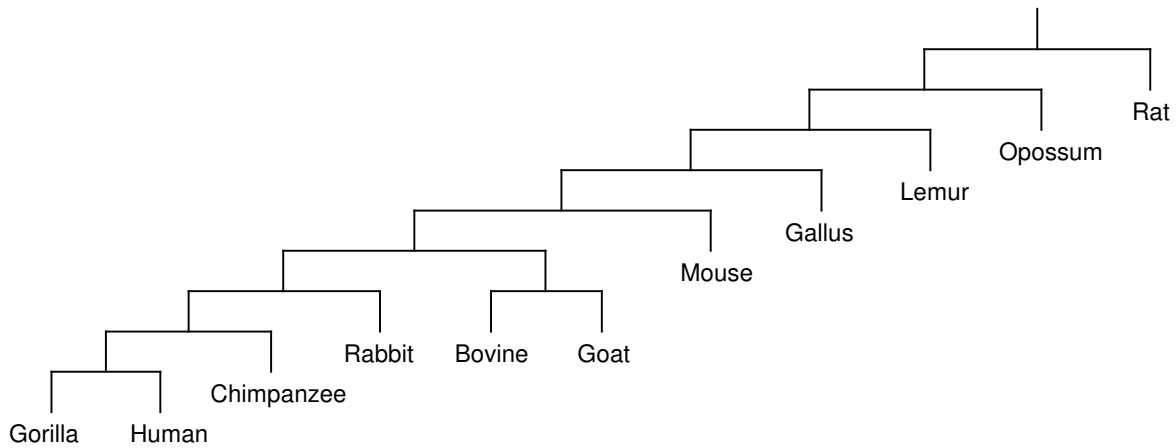 Rat
Opossum
Lemur
Gallus
Mouse
Rabbit Bovine Goat
Chimpanzee
Gorilla Human